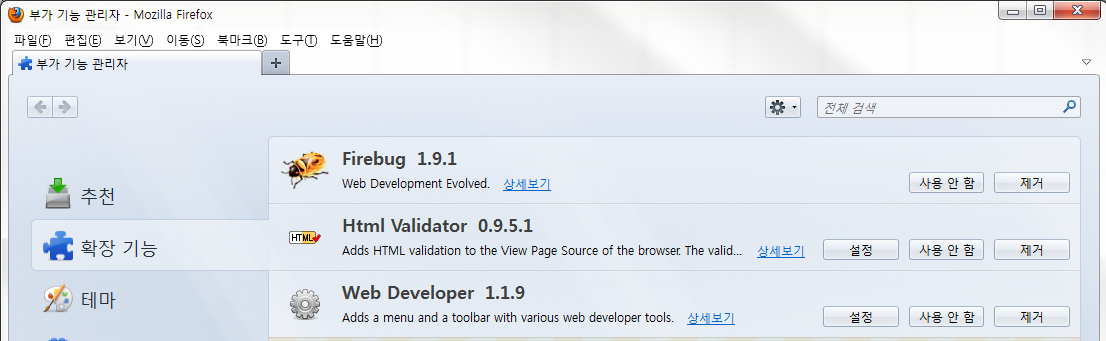 부가 기능 관리자 - Mozilla Firefox
파일(F) 편집(E) 보기(V) 이동(S) 북마크(B) 도구(T) 도움말(H)
부가 기능 관리자
전체 검색
추천
확장 기능
테마
Firebug 1.9.1
Web Development Evolved. 상세보기 사용 안 함 제거
Html Validator 0.9.5.1
Adds HTML validation to the View Page Source of the browser. The valid... 상세보기 설정 사용 안 함 제거
HTML
Web Developer 1.1.9
Adds a menu and a toolbar with various web developer tools. 상세보기 설정 사용 안 함 제거